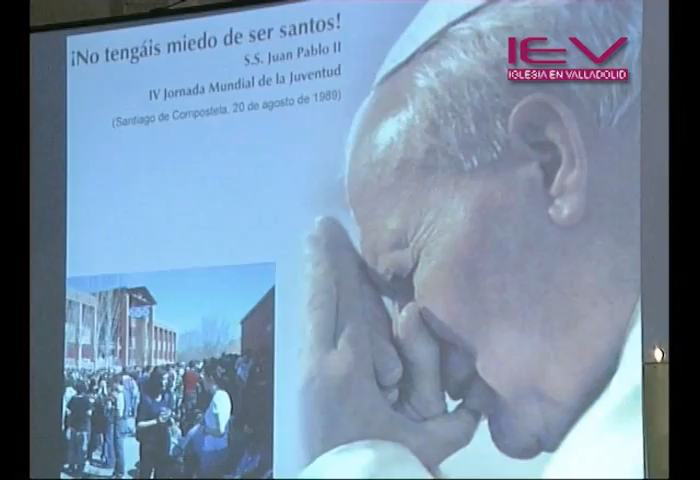 ¡No tengáis miedo de ser santos!
S.S. Juan Pablo II
IV Jornada Mundial de la Juventud
(Santiago de Compostela, 20 de agosto de 1989)
IEV
IGLESIA EN VALLADOLID